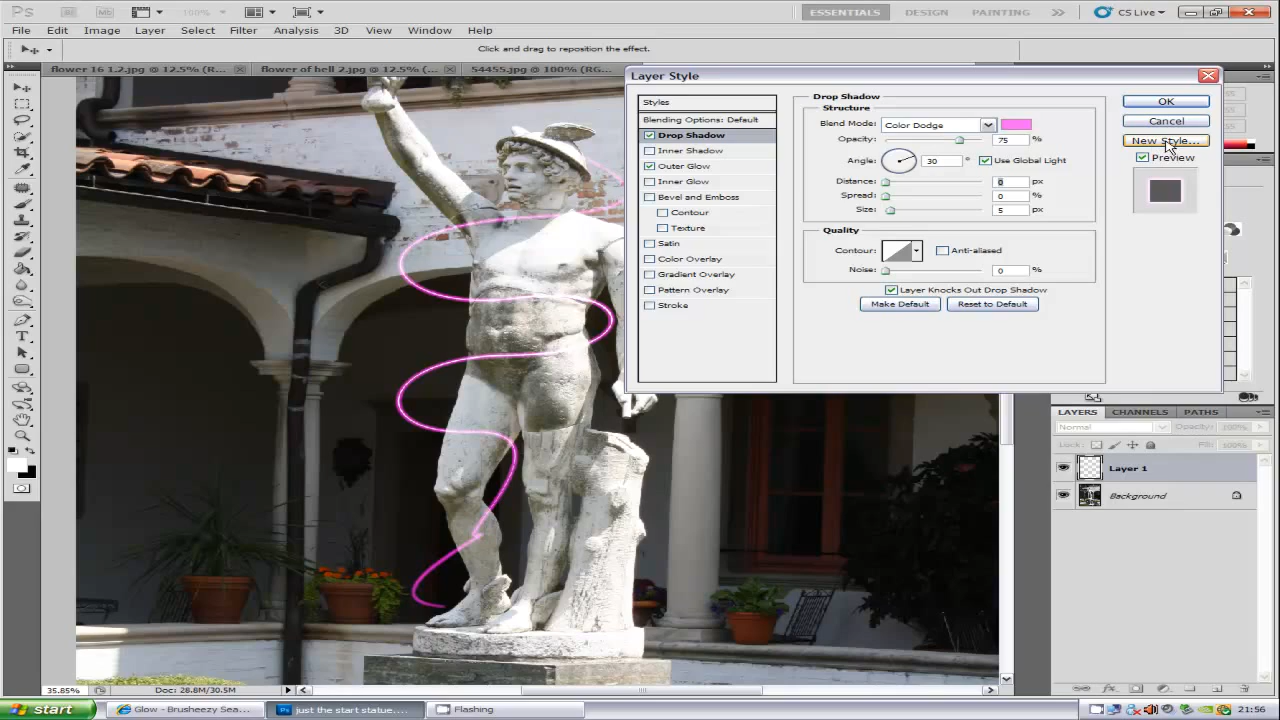 Ps Br Mb 100% ESSENTIALS DESIGN PAINTING >> CS Live
File Edit Image Layer Select Filter Analysis 3D View Window Help
Click and drag to reposition the effect.
flower 16 1.2.jpg @ 12.5% (R... flower of hell 2.jpg @ 12.5% (... 54455.jpg @ 100% (RG...
Layer Style
Styles
Blending Options: Default
Drop Shadow
Inner Shadow
Outer Glow
Inner Glow
Bevel and Emboss
Contour
Texture
Satin
Color Overlay
Gradient Overlay
Pattern Overlay
Stroke
Drop Shadow
Structure
Blend Mode: Color Dodge
Opacity: 75 %
Angle: 30 ° Use Global Light
Distance: 0 px
Spread: 0 %
Size: 5 px
Quality
Contour: Anti-aliased
Noise: 0 %
Layer Knocks Out Drop Shadow
Make Default Reset to Default
OK
Cancel
New Style...
Preview
LAYERS CHANNELS PATHS
Normal Opacity: 100%
Lock: Fill: 100%
Layer 1
Background
35.85% Doc: 28.8M/30.5M
start Glow - Brusheezy Sea... just the start statue.... Flashing 21:56